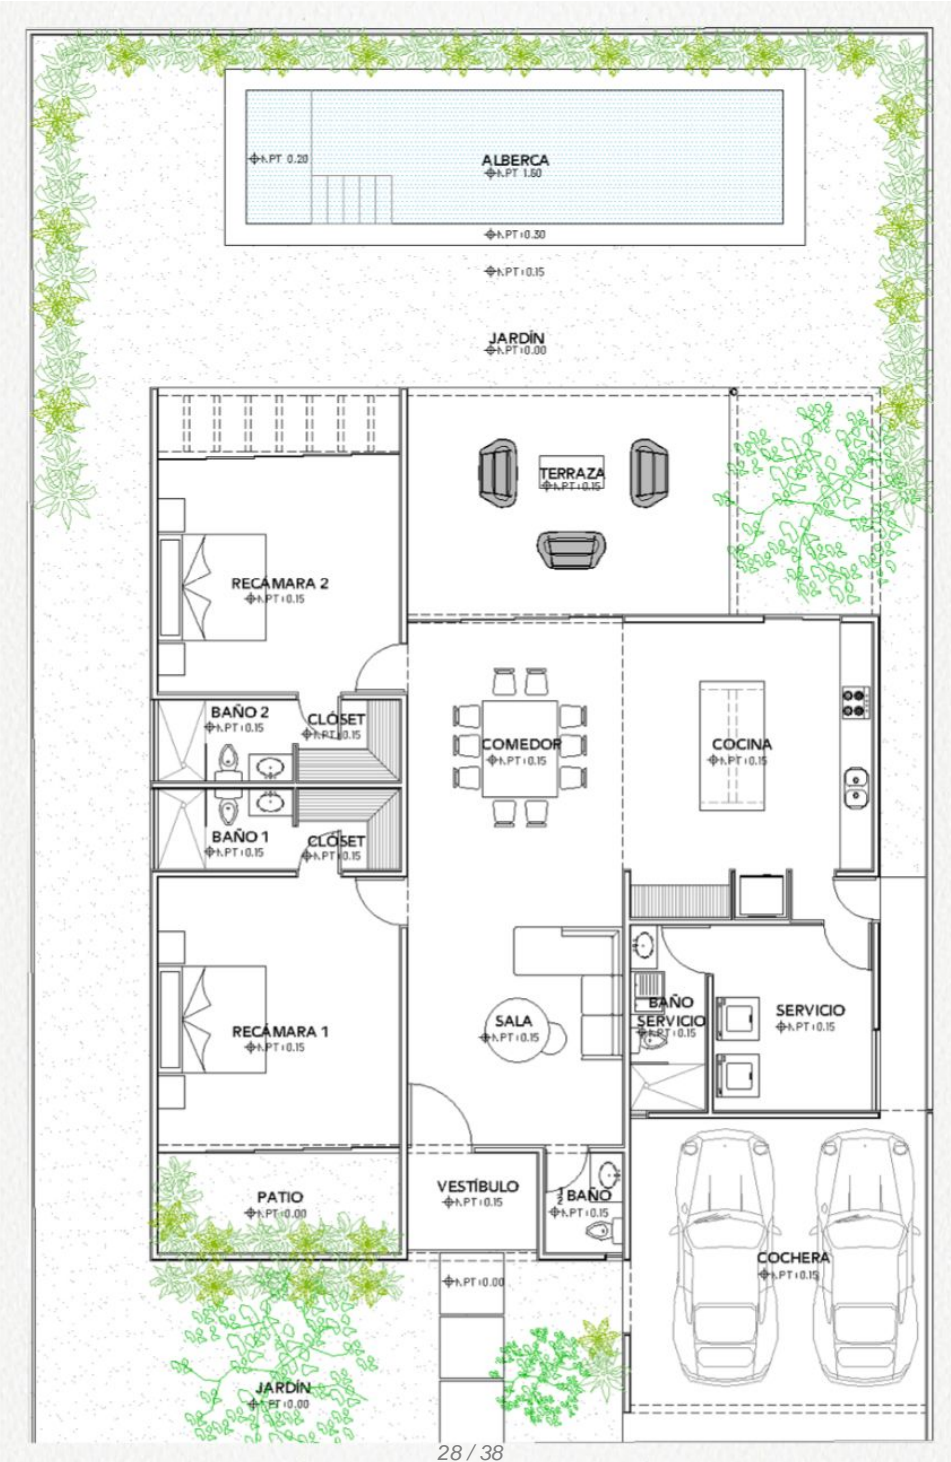 N.PT 0.20
ALBERCA
N.PT 1.50
N.PT+0.30
N.PT+0.15
JARDÍN
N.PT+0.00
TERRAZA
N.PT+0.15
RECÁMARA 2
N.PT+0.15
BAÑO 2
N.PT+0.15
CLÓSET
N.PT+0.15
COMEDOR
N.PT+0.15
COCINA
N.PT+0.15
BAÑO 1
N.PT+0.15
CLÓSET
N.PT+0.15
RECÁMARA 1
N.PT+0.15
SALA
N.PT+0.15
BAÑO
SERVICIO
N.PT+0.15
SERVICIO
N.PT+0.15
PATIO
N.PT+0.00
VESTÍBULO
N.PT+0.15
½ BAÑO
N.PT+0.15
COCHERA
N.PT+0.15
N.PT+0.00
JARDÍN
N.PT+0.00
28 / 38